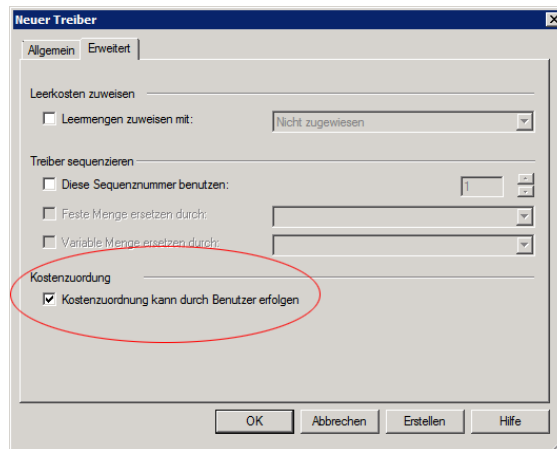 Neuer Treiber
Allgemein Erweitert
Leerkosten zuweisen
Leermengen zuweisen mit: Nicht zugewiesen
Treiber sequenzieren
Diese Sequenznummer benutzen: 1
Feste Menge ersetzen durch:
Variable Menge ersetzen durch:
Kostenzuordung
Kostenzuordnung kann durch Benutzer erfolgen
OK Abbrechen Erstellen Hilfe